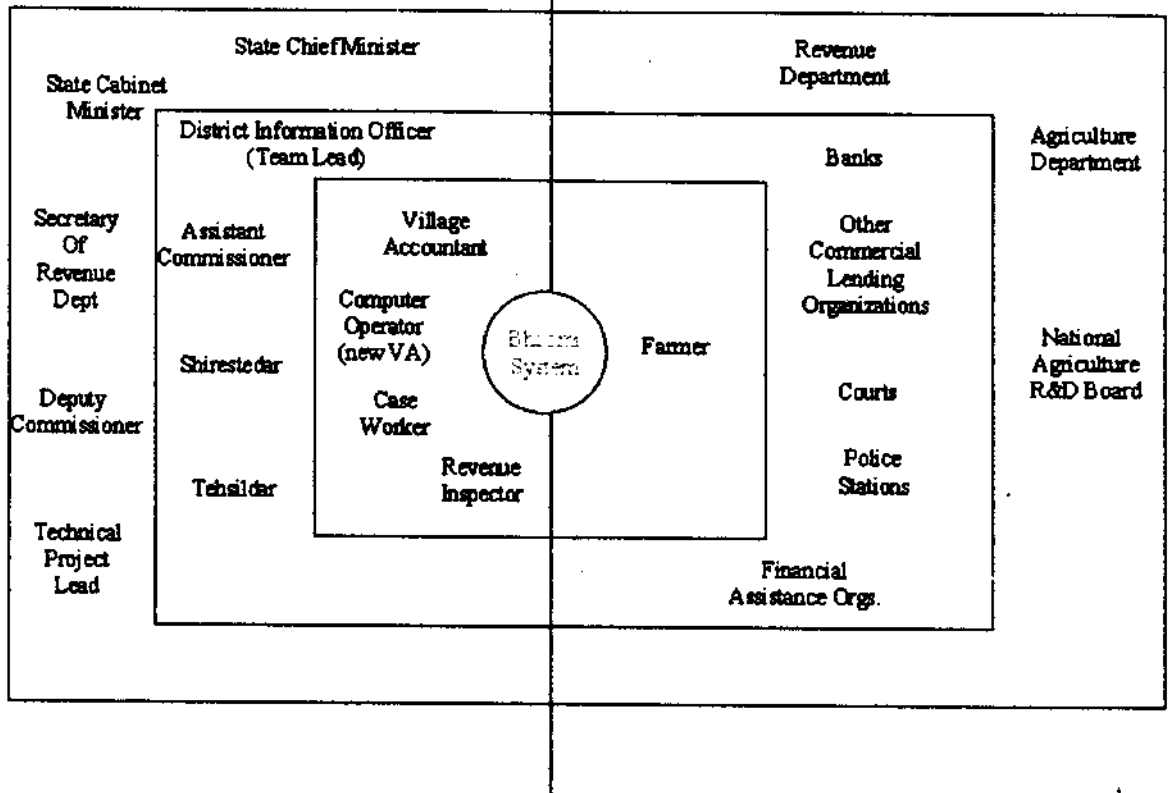 State Chief Minister
Revenue
Department
State Cabinet
Minister
District Information Officer
(Team Lead)
Banks
Agriculture
Department
Secretary
Of
Revenue
Dept
Assistant
Commissioner
Village
Accountant
Other
Commercial
Lending
Organizations
Computer
Operator
(new VA)
System
Farmer
National
Agriculture
R&D Board
Shirestedar
Deputy
Commissioner
Case
Worker
Courts
Tehsildar
Revenue
Inspector
Police
Stations
Technical
Project
Lead
Financial
Assistance Orgs.